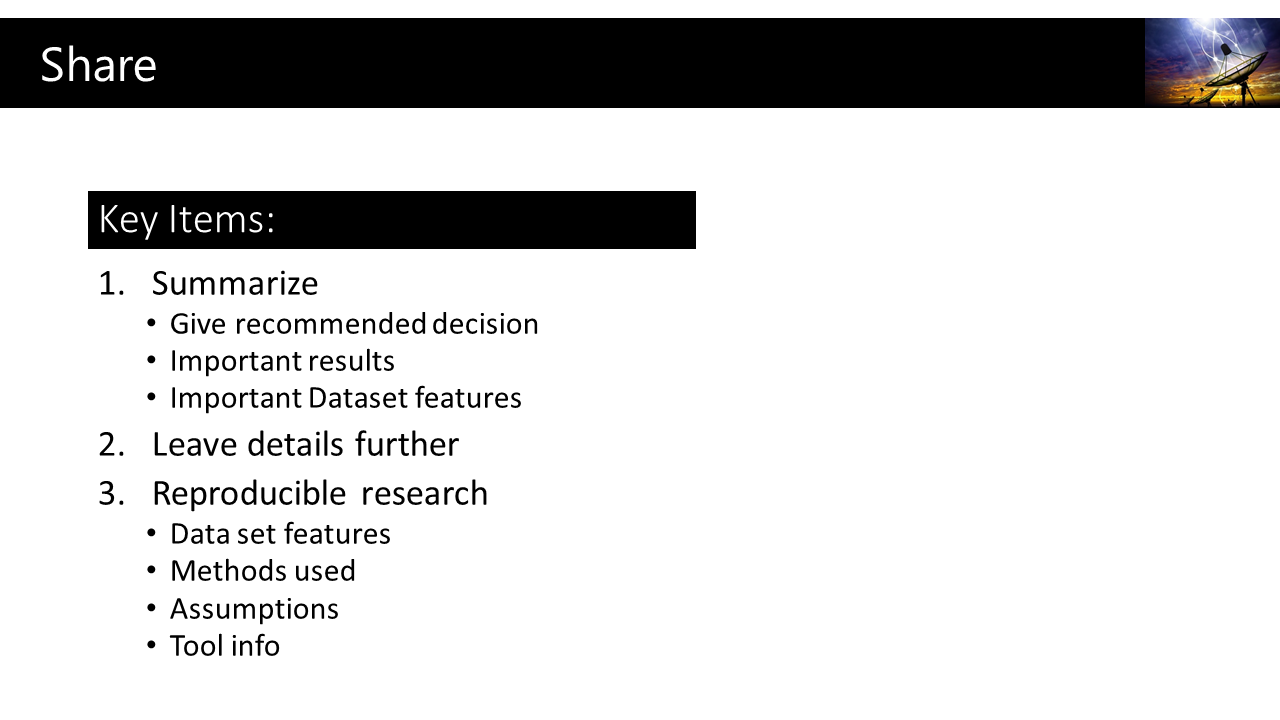 Share
Key Items:
1. Summarize
• Give recommended decision
• Important results
• Important Dataset features
2. Leave details further
3. Reproducible research
• Data set features
• Methods used
• Assumptions
• Tool info